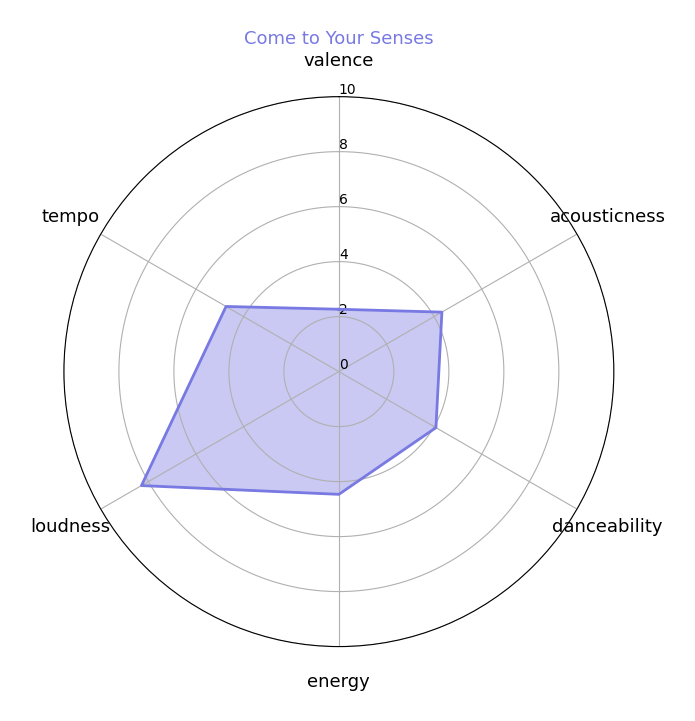 Come to Your Senses
valence
10
8
tempo
6
acousticness
4
2
0
loudness
danceability
energy